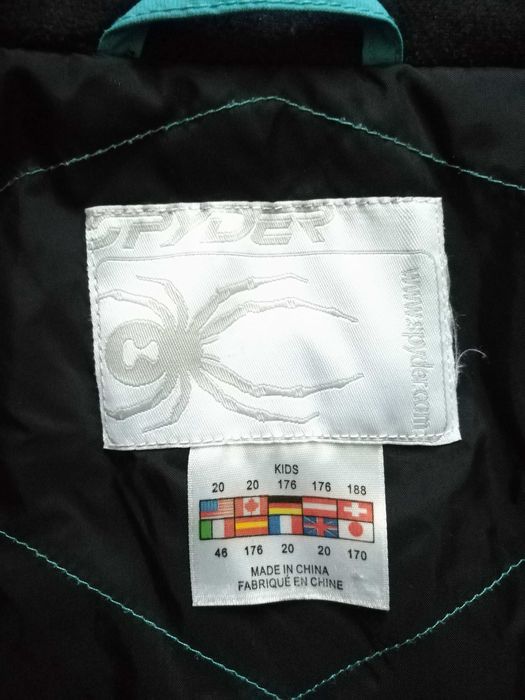 SPYDER
www.spyder.com
KIDS
20 20 176 176 188
46 176 20 20 170
MADE IN CHINA
FABRIQUÉ EN CHINE